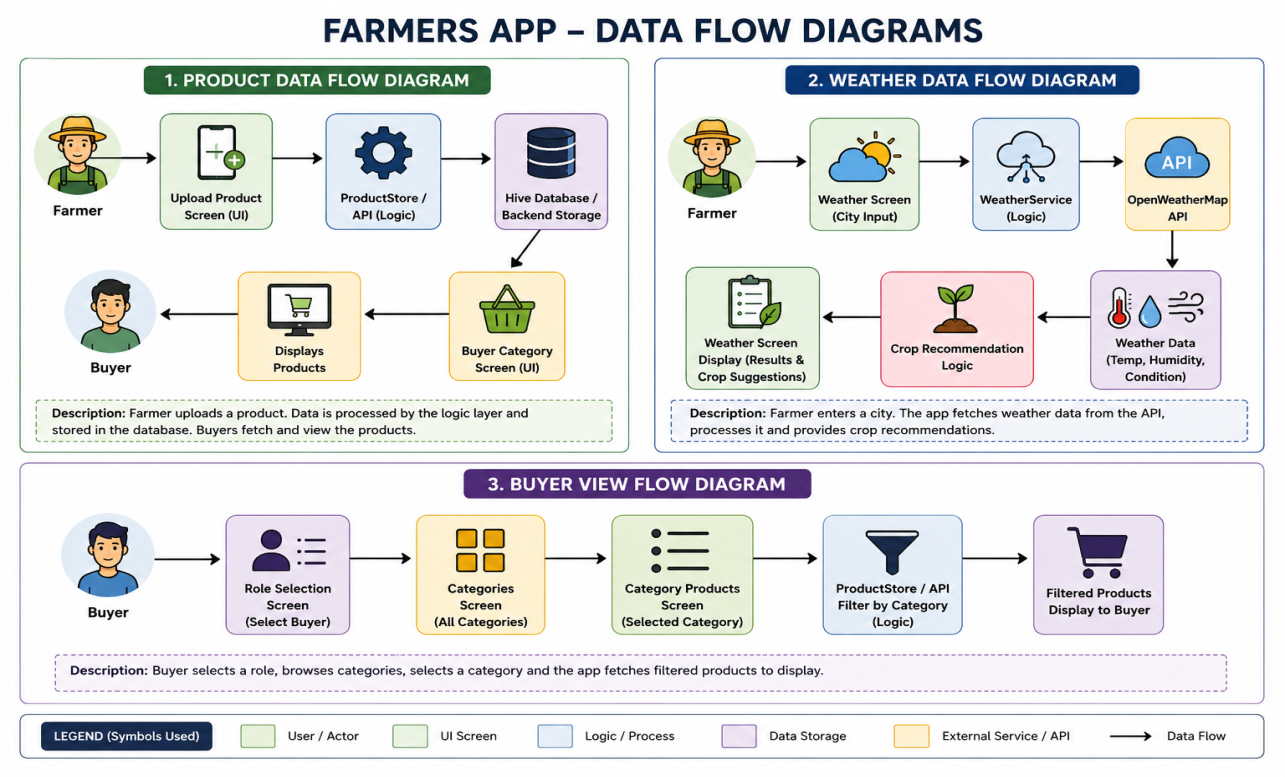 FARMERS APP – DATA FLOW DIAGRAMS
1. PRODUCT DATA FLOW DIAGRAM
Farmer
Upload Product
Screen (UI)
ProductStore /
API (Logic)
Hive Database /
Backend Storage
Buyer
Displays
Products
Buyer Category
Screen (UI)
Description: Farmer uploads a product. Data is processed by the logic layer and
stored in the database. Buyers fetch and view the products.
2. WEATHER DATA FLOW DIAGRAM
Farmer
Weather Screen
(City Input)
WeatherService
(Logic)
API
OpenWeatherMap
API
Weather Screen
Display (Results &
Crop Suggestions)
Crop Recommendation
Logic
Weather Data
(Temp, Humidity,
Condition)
Description: Farmer enters a city. The app fetches weather data from the API,
processes it and provides crop recommendations.
3. BUYER VIEW FLOW DIAGRAM
Buyer
Role Selection
Screen
(Select Buyer)
Categories
Screen
(All Categories)
Category Products
Screen
(Selected Category)
ProductStore / API
Filter by Category
(Logic)
Filtered Products
Display to Buyer
Description: Buyer selects a role, browses categories, selects a category and the app fetches filtered products to display.
LEGEND (Symbols Used)
User / Actor
UI Screen
Logic / Process
Data Storage
External Service / API
Data Flow